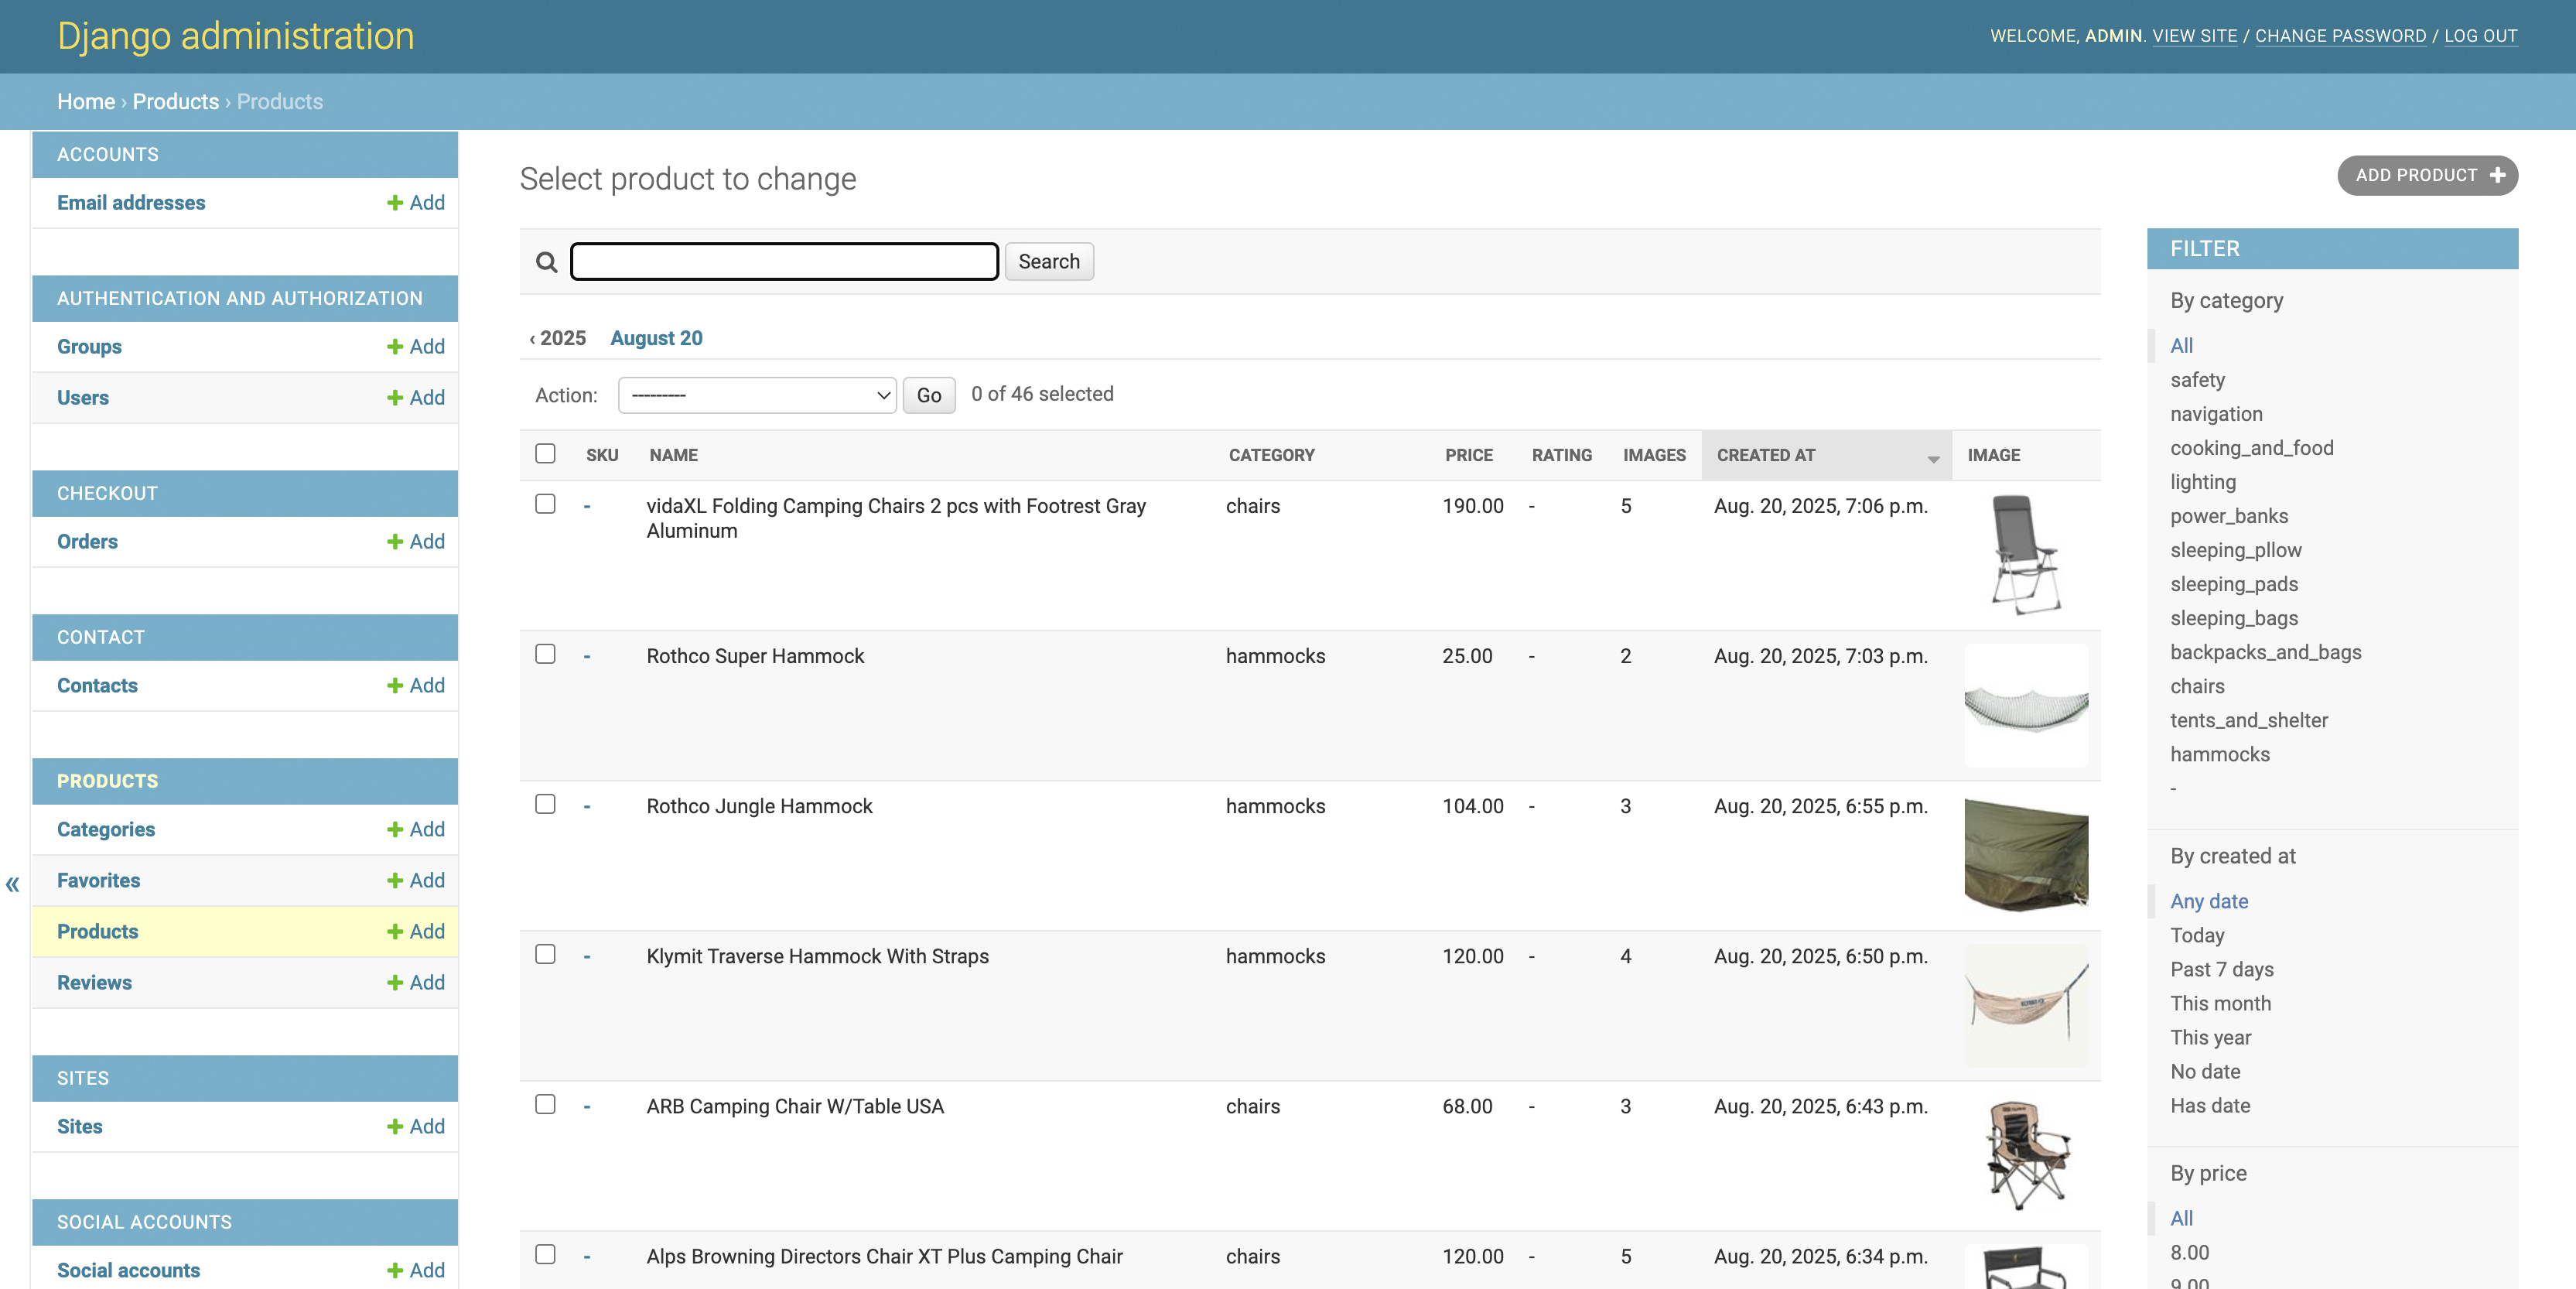 Django administration
WELCOME, ADMIN. VIEW SITE / CHANGE PASSWORD / LOG OUT
Home › Products › Products
ACCOUNTS
Email addresses
Add
AUTHENTICATION AND AUTHORIZATION
Groups
Add
Users
Add
CHECKOUT
Orders
Add
CONTACT
Contacts
Add
PRODUCTS
Categories
Add
Favorites
Add
Products
Add
Reviews
Add
SITES
Sites
Add
SOCIAL ACCOUNTS
Social accounts
Add
«
Select product to change
ADD PRODUCT
Search
‹ 2025 August 20
Action: --------- Go 0 of 46 selected
SKU NAME CATEGORY PRICE RATING IMAGES CREATED AT IMAGE
- vidaXL Folding Camping Chairs 2 pcs with Footrest Gray chairs 190.00 - 5 Aug. 20, 2025, 7:06 p.m.
Aluminum
- Rothco Super Hammock hammocks 25.00 - 2 Aug. 20, 2025, 7:03 p.m.
- Rothco Jungle Hammock hammocks 104.00 - 3 Aug. 20, 2025, 6:55 p.m.
- Klymit Traverse Hammock With Straps hammocks 120.00 - 4 Aug. 20, 2025, 6:50 p.m.
- ARB Camping Chair W/Table USA chairs 68.00 - 3 Aug. 20, 2025, 6:43 p.m.
- Alps Browning Directors Chair XT Plus Camping Chair chairs 120.00 - 5 Aug. 20, 2025, 6:34 p.m.
FILTER
By category
All
safety
navigation
cooking_and_food
lighting
power_banks
sleeping_pllow
sleeping_pads
sleeping_bags
backpacks_and_bags
chairs
tents_and_shelter
hammocks
-
By created at
Any date
Today
Past 7 days
This month
This year
No date
Has date
By price
All
8.00
9.00